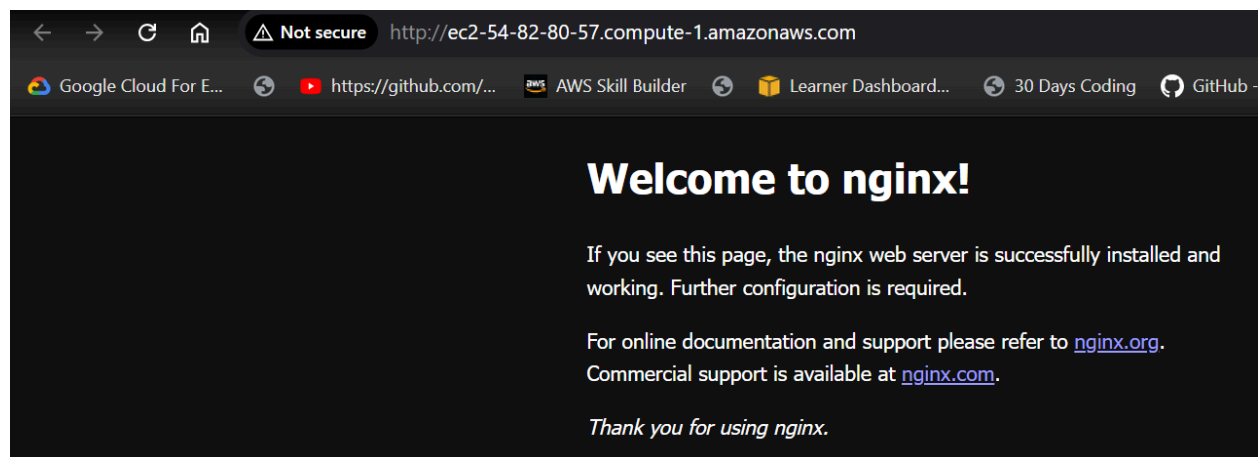 Not secure http://ec2-54-82-80-57.compute-1.amazonaws.com
Google Cloud For E... https://github.com/... AWS Skill Builder Learner Dashboard... 30 Days Coding GitHub -
Welcome to nginx!
If you see this page, the nginx web server is successfully installed and
working. Further configuration is required.
For online documentation and support please refer to nginx.org.
Commercial support is available at nginx.com.
Thank you for using nginx.